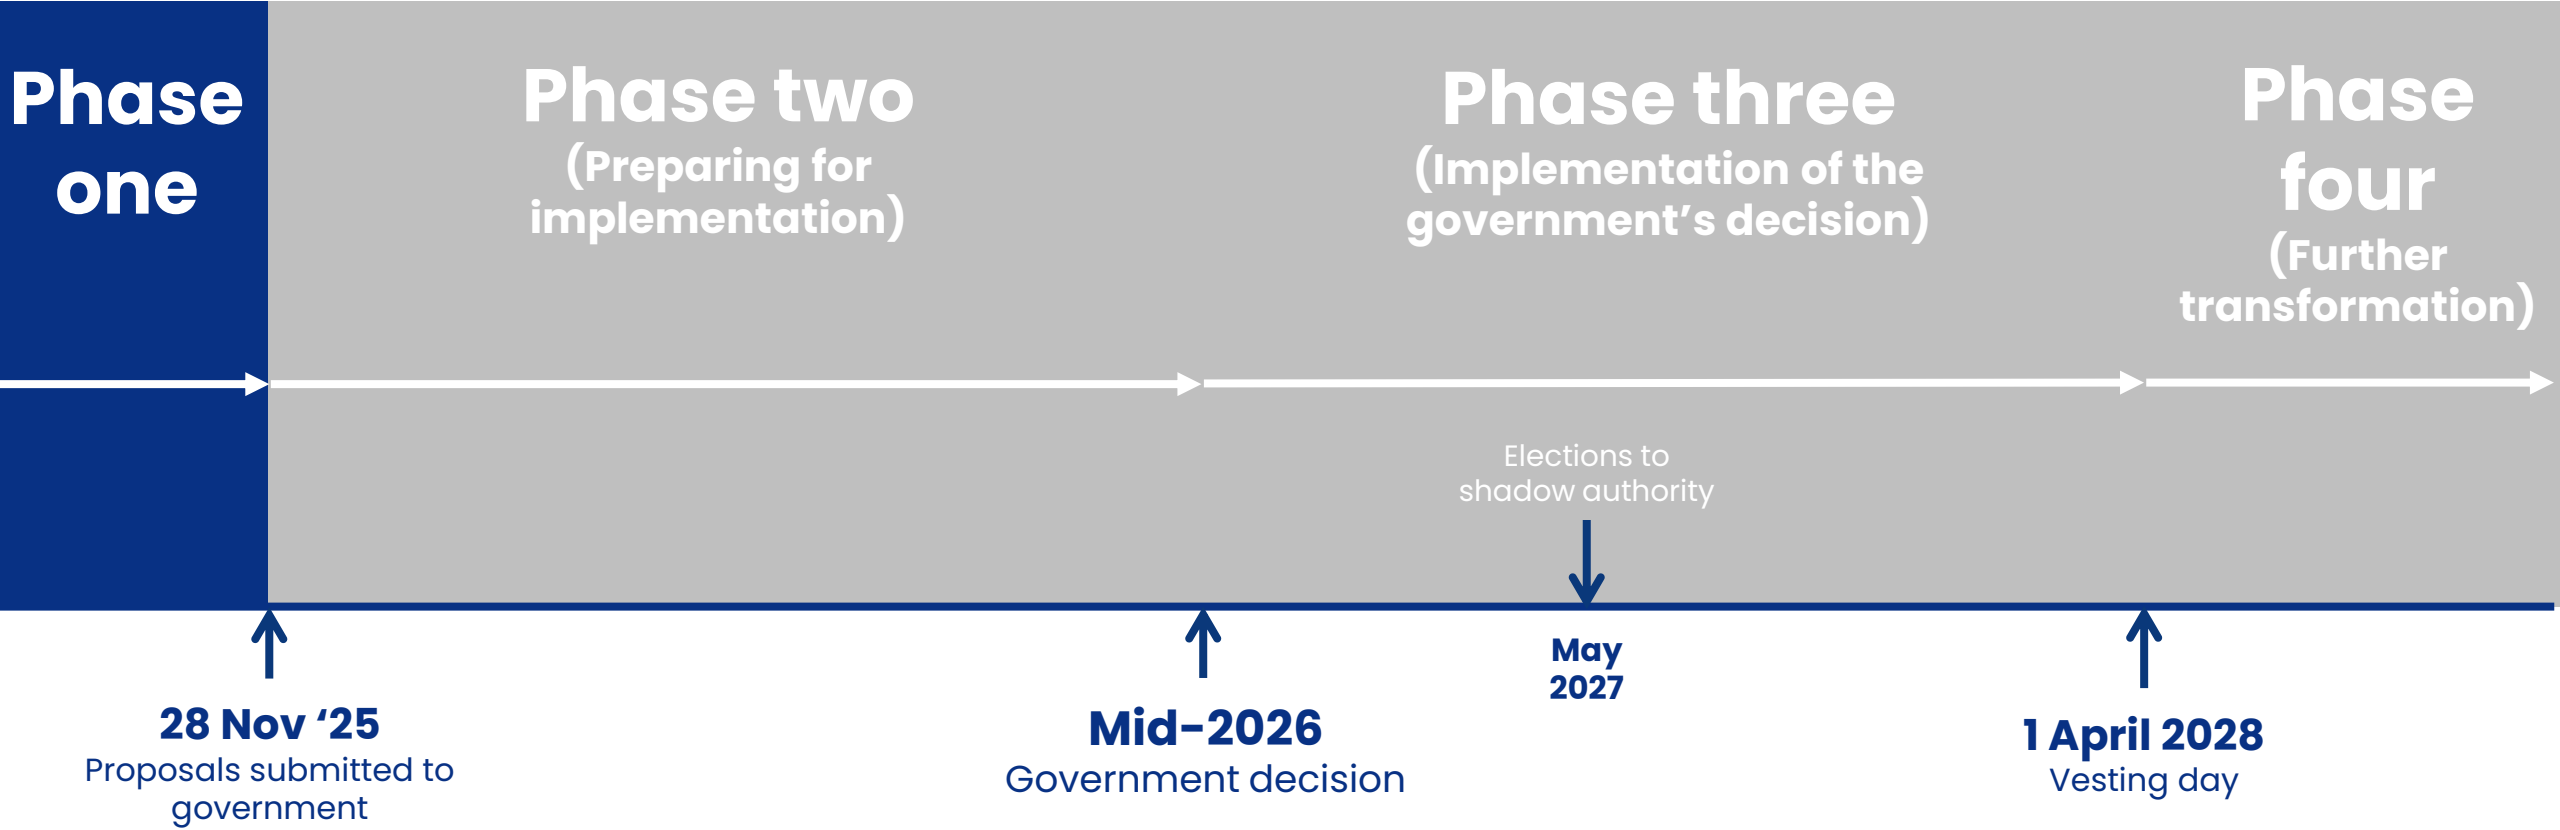 Phase
one
Phase two
(Preparing for
implementation)
Phase three
(Implementation of the
government’s decision)
Phase
four
(Further
transformation)
Elections to
shadow authority
28 Nov ‘25
Proposals submitted to
government
Mid-2026
Government decision
May
2027
1 April 2028
Vesting day